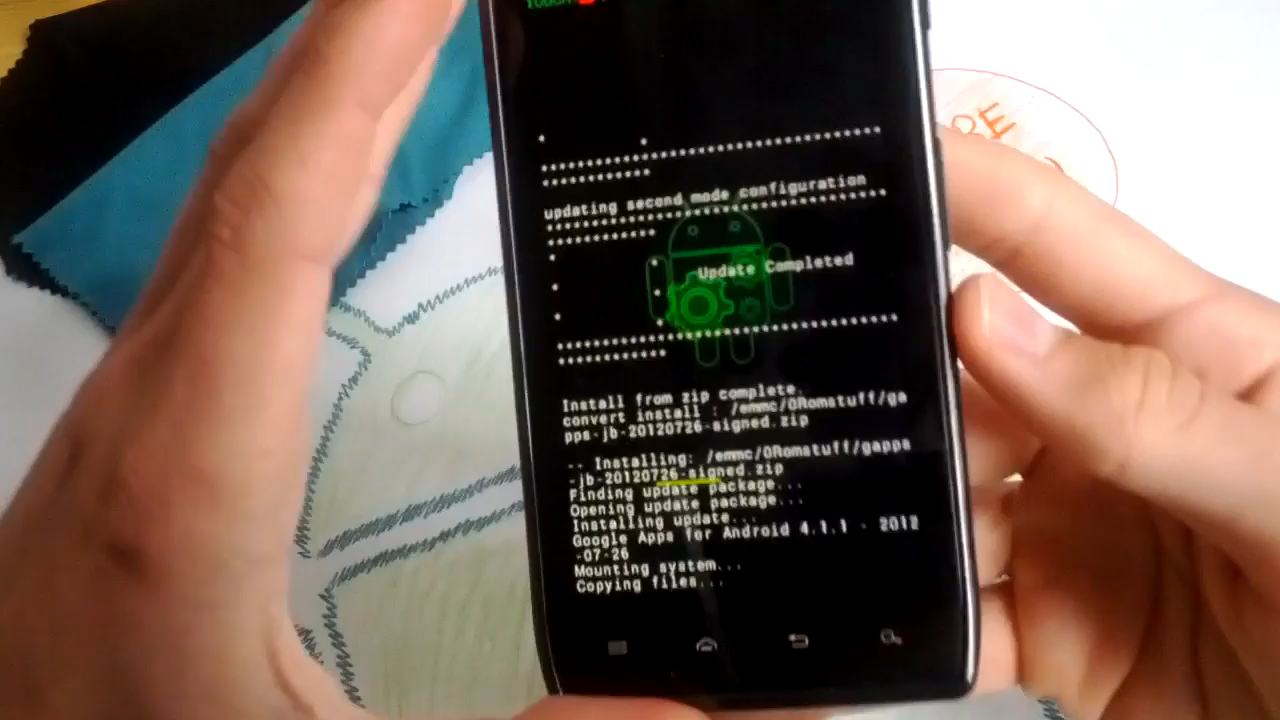 updating second mode configuration
Update Completed
Install from zip complete.
convert install : /emmc/0Romstuff/ga
pps-jb-20120726-signed.zip
-- Installing: /emmc/0Romstuff/gapps
-jb-20120726-signed.zip
Finding update package...
Opening update package...
Installing update...
Google Apps for Android 4.1.1 - 2012
-07-26
Mounting system...
Copying files...